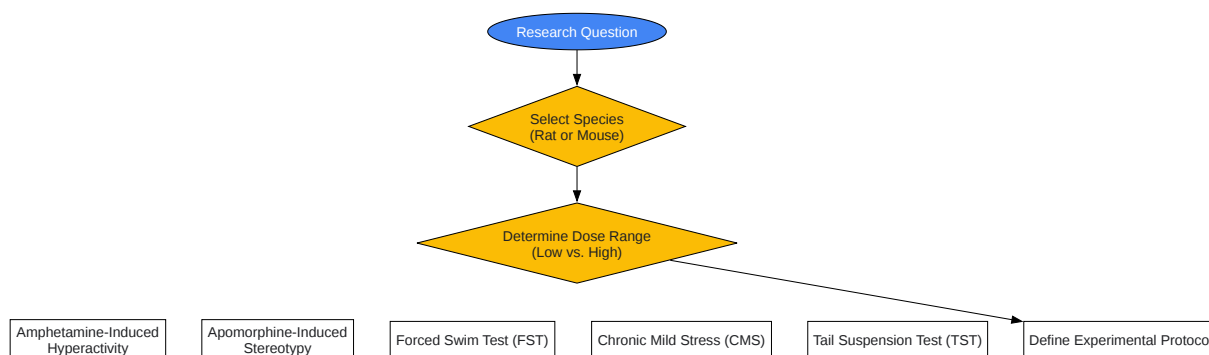 Research Question
Select Species
(Rat or Mouse)
Determine Dose Range
(Low vs. High)
Amphetamine-Induced
Hyperactivity
Apomorphine-Induced
Stereotypy
Forced Swim Test (FST)
Chronic Mild Stress (CMS)
Tail Suspension Test (TST)
Define Experimental Protoco